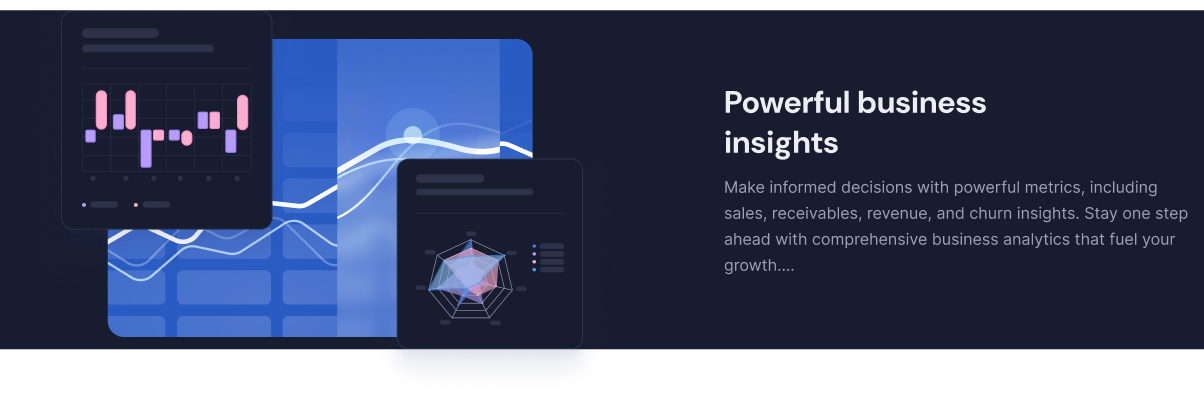 Powerful business
insights
Make informed decisions with powerful metrics, including
sales, receivables, revenue, and churn insights. Stay one step
ahead with comprehensive business analytics that fuel your
growth....